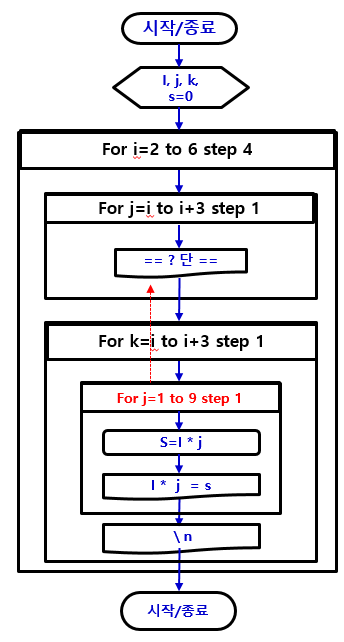 시작/종료
I, j, k,
s=0
For i=2 to 6 step 4
For j=i to i+3 step 1
== ? 단 ==
For k=i to i+3 step 1
For j=1 to 9 step 1
S=I * j
I * j = s
\ n
시작/종료